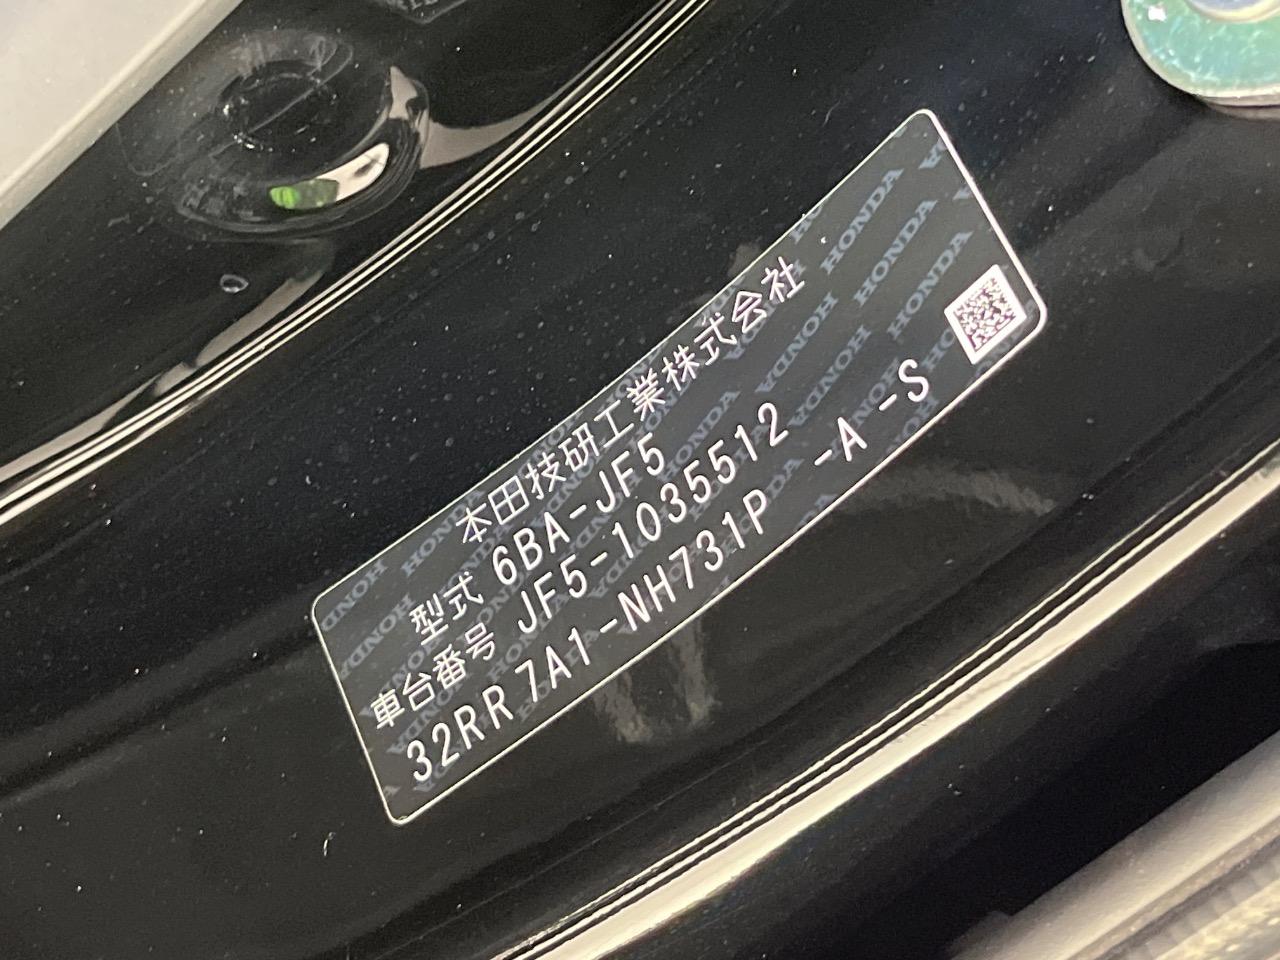 本田技研工業株式会社
型式 6BA-JF5
車台番号 JF5-1035512
32RR 7A1-NH731P -A -S
HONDA